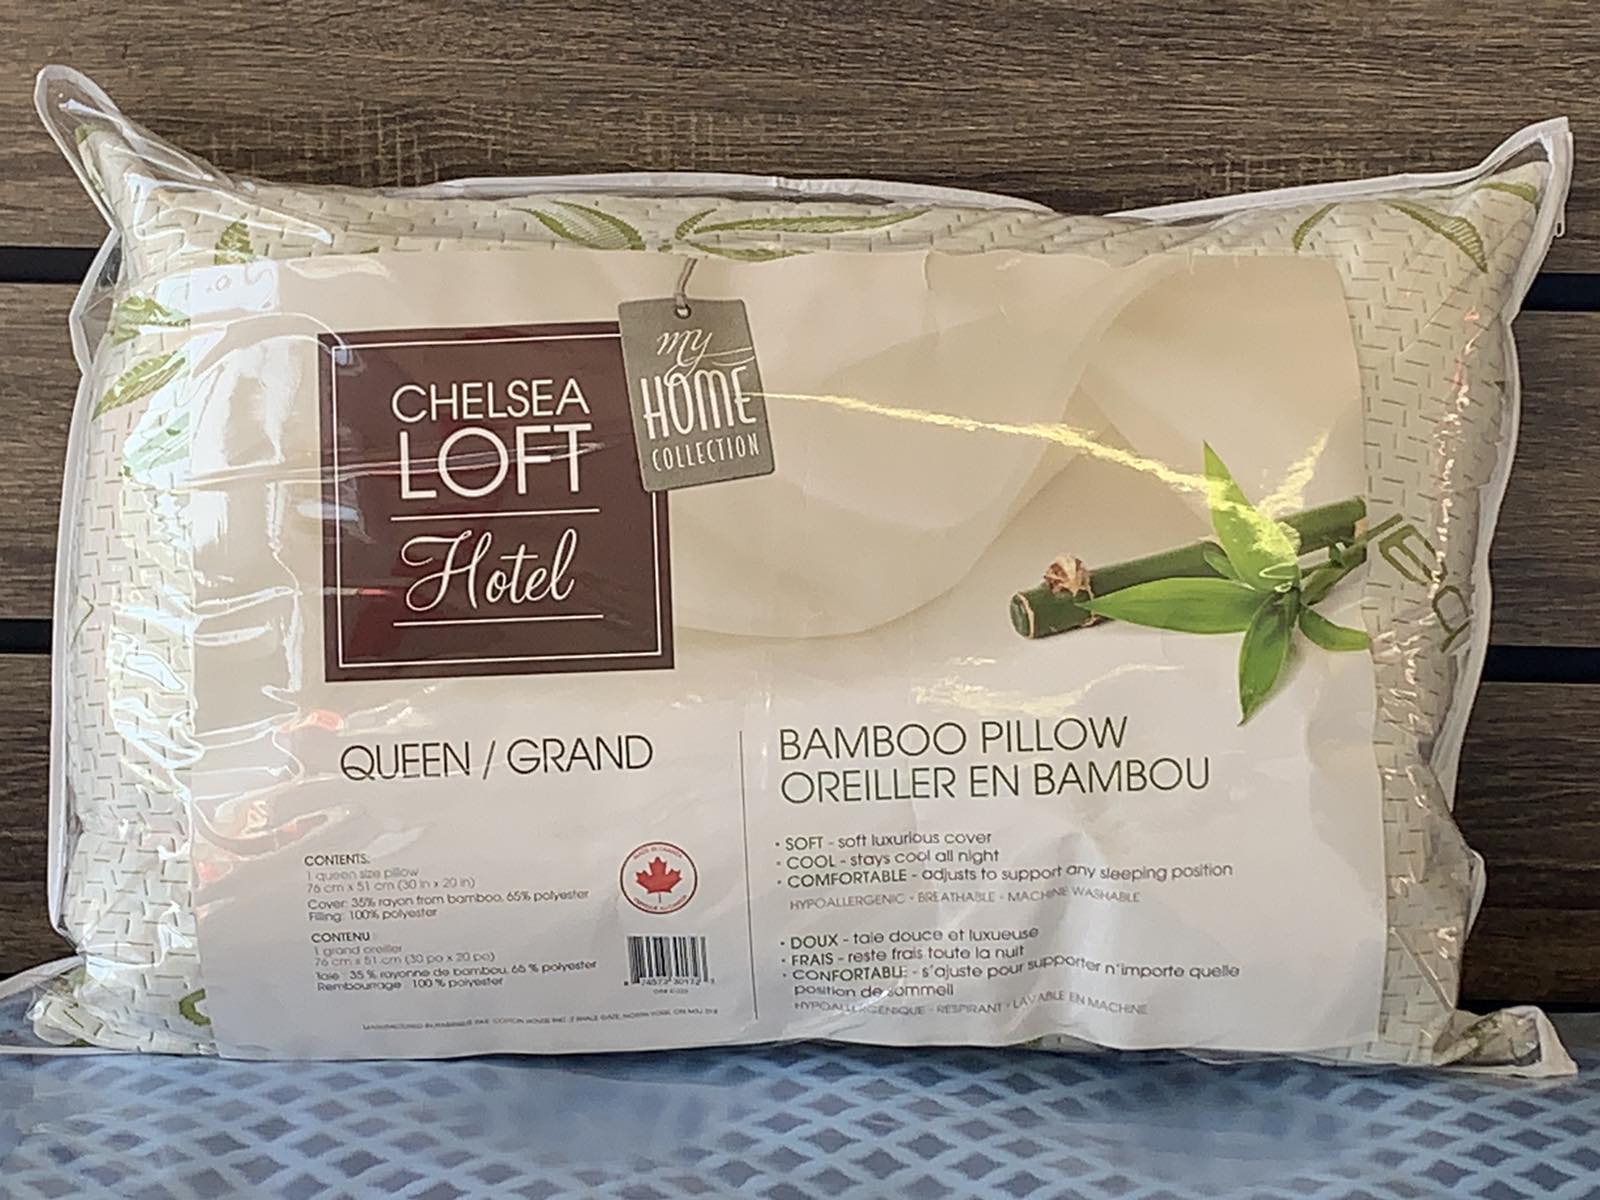 CHELSEA
LOFT
Hotel
my
HOME
COLLECTION
QUEEN / GRAND
BAMBOO PILLOW
OREILLER EN BAMBOU
CONTENTS:
1 queen size pillow
76 cm x 51 cm (30 in x 20 in)
Cover: 35% rayon from bamboo, 65% polyester
Filling: 100% polyester
CONTENU :
1 grand oreiller
76 cm x 51 cm (30 po x 20 po)
Taie : 35 % rayonne de bambou, 65 % polyester
Rembourrage : 100 % polyester
MADE IN CANADA
• SOFT - soft luxurious cover
• COOL - stays cool all night
• COMFORTABLE - adjusts to support any sleeping position
HYPOALLERGENIC - BREATHABLE - MACHINE WASHABLE
• DOUX - taie douce et luxueuse
• FRAIS - reste frais toute la nuit
• CONFORTABLE - s'ajuste pour supporter n'importe quelle
position de sommeil
HYPOALLERGÉNIQUE - RESPIRANT - LAVABLE EN MACHINE